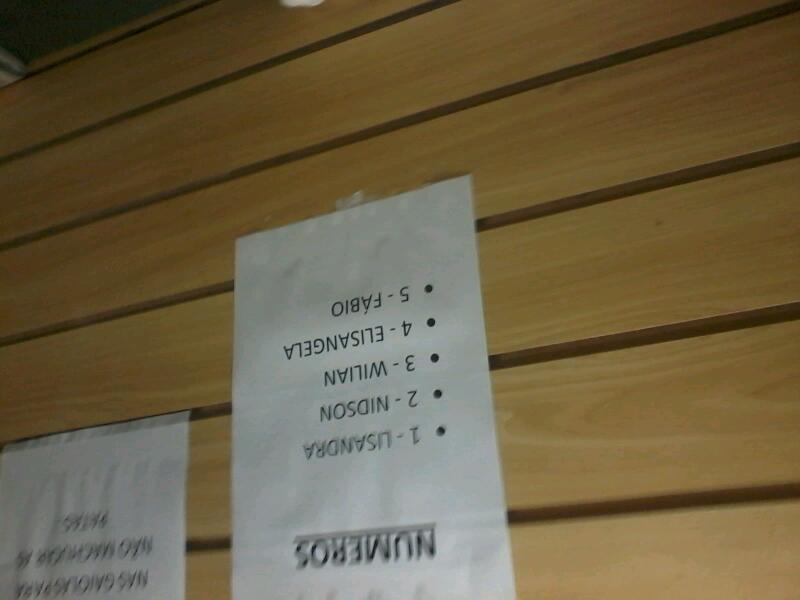 NUMEROS
• 1 - LISANDRA
• 2 - NIDSON
• 3 - WILIAN
• 4 - ELISANGELA
• 5 - FÁBIO
NAS GAIOLAS PARA
NÃO MACHUCAR AS
PATAS